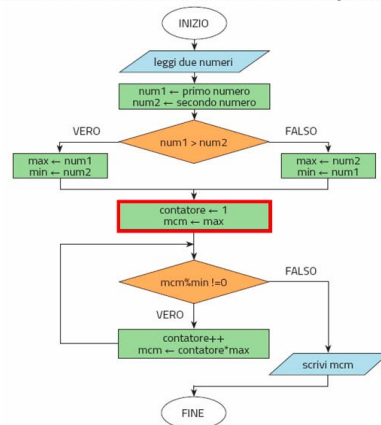 INIZIO
leggi due numeri
num1 ← primo numero
num2 ← secondo numero
VERO
FALSO
num1 > num2
max ← num1
min ← num2
max ← num2
min ← num1
contatore ← 1
mcm ← max
mcm%min !=0
FALSO
VERO
contatore++
mcm ← contatore*max
scrivi mcm
FINE